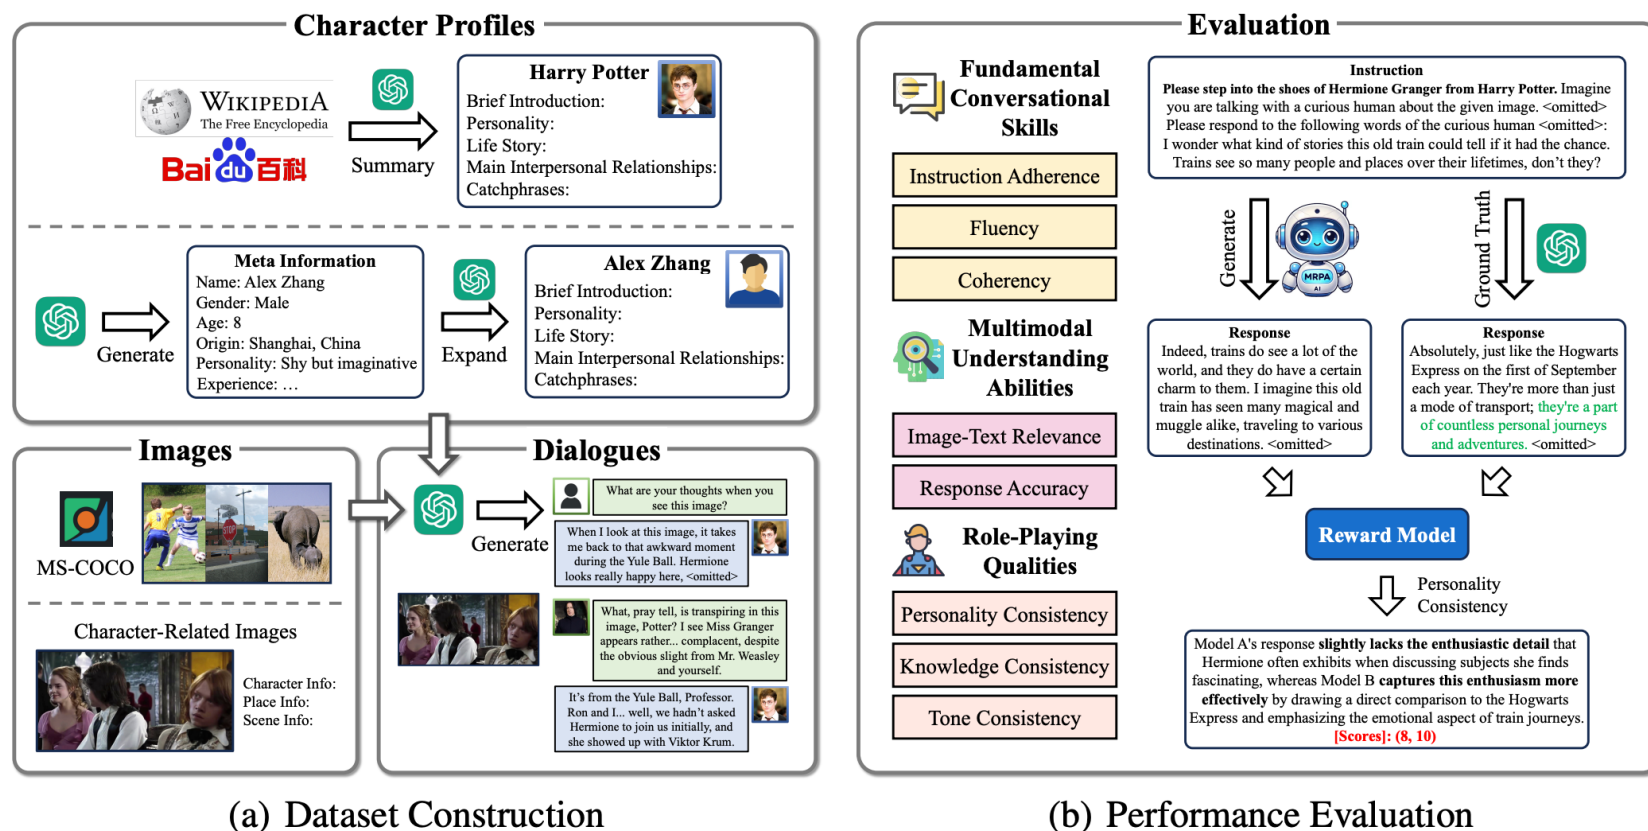 Character Profiles
WIKIPEDIA
The Free Encyclopedia
Baidu百科
Summary
Harry Potter
Brief Introduction:
Personality:
Life Story:
Main Interpersonal Relationships:
Catchphrases:
Generate
Meta Information
Name: Alex Zhang
Gender: Male
Age: 8
Origin: Shanghai, China
Personality: Shy but imaginative
Experience: …
Expand
Alex Zhang
Brief Introduction:
Personality:
Life Story:
Main Interpersonal Relationships:
Catchphrases:
Images
MS-COCO
STOP
Character-Related Images
Character Info:
Place Info:
Scene Info:
Dialogues
Generate
What are your thoughts when you
see this image?
When I look at this image, it takes
me back to that awkward moment
during the Yule Ball. Hermione
looks really happy here, <omitted>
What, pray tell, is transpiring in this
image, Potter? I see Miss Granger
appears rather... complacent, despite
the obvious slight from Mr. Weasley
and yourself.
It's from the Yule Ball, Professor.
Ron and I... well, we hadn't asked
Hermione to join us initially, and
she showed up with Viktor Krum.
(a) Dataset Construction
Evaluation
Fundamental
Conversational
Skills
Instruction Adherence
Fluency
Coherency
Multimodal
Understanding
Abilities
Image-Text Relevance
Response Accuracy
Role-Playing
Qualities
Personality Consistency
Knowledge Consistency
Tone Consistency
Instruction
Please step into the shoes of Hermione Granger from Harry Potter. Imagine
you are talking with a curious human about the given image. <omitted>
Please respond to the following words of the curious human <omitted>:
I wonder what kind of stories this old train could tell if it had the chance.
Trains see so many people and places over their lifetimes, don't they?
Generate
MRPA
AI
Ground Truth
Response
Indeed, trains do see a lot of the
world, and they do have a certain
charm to them. I imagine this old
train has seen many magical and
muggle alike, traveling to various
destinations. <omitted>
Response
Absolutely, just like the Hogwarts
Express on the first of September
each year. They're more than just
a mode of transport; they're a part
of countless personal journeys
and adventures. <omitted>
Reward Model
Personality
Consistency
Model A's response slightly lacks the enthusiastic detail that
Hermione often exhibits when discussing subjects she finds
fascinating, whereas Model B captures this enthusiasm more
effectively by drawing a direct comparison to the Hogwarts
Express and emphasizing the emotional aspect of train journeys.
[Scores]: (8, 10)
(b) Performance Evaluation